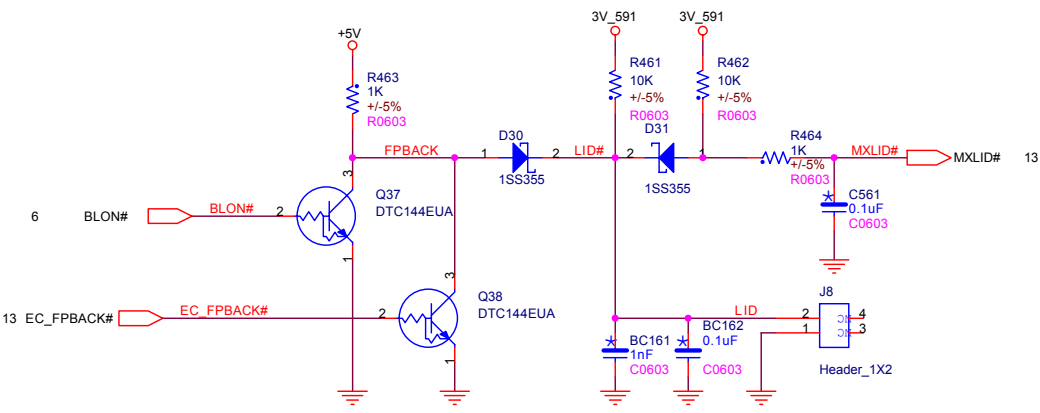 3V_591
3V_591
+5V
R463
1K
+/-5%
R0603
R461
10K
+/-5%
R0603
R462
10K
+/-5%
R0603
FPBACK
1
D30
2
1SS355
LID#
2
D31
1
1SS355
R464
1K
+/-5%
R0603
MXLID#
MXLID#
13
C561
0.1uF
C0603
3
Q37
DTC144EUA
6
BLON#
BLON#
2
1
3
Q38
DTC144EUA
13
EC_FPBACK#
EC_FPBACK#
2
1
BC161
1nF
C0603
BC162
0.1uF
C0603
LID
J8
2
1
NC
4
NC
3
Header_1X2